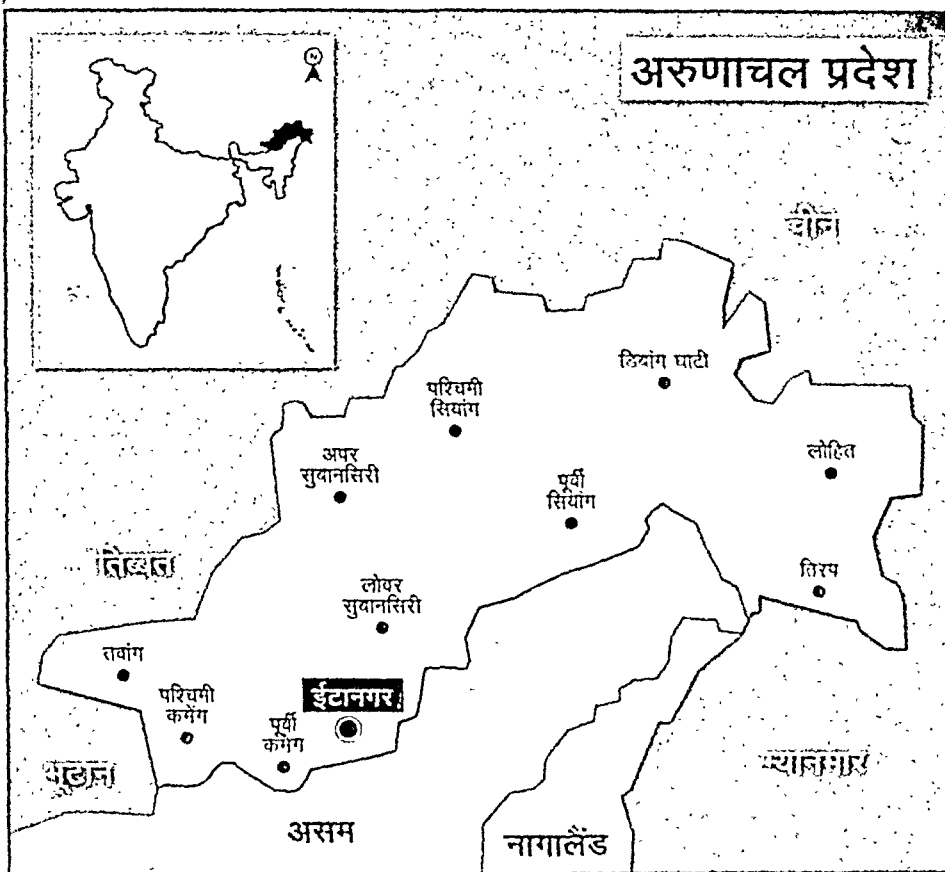 N
अरुणाचल प्रदेश
चीन
डिबांग घाटी
पश्चिमी
सियांग
लोहित
अपर
सुबानसिरी
पूर्वी
सियांग
तिब्बत
तिरप
लोवर
सुबानसिरी
तवांग
पश्चिमी
कमेंग
ईटानगर
पूर्वी
कमेंग
भूटान
म्यानमार
असम
नागालैंड